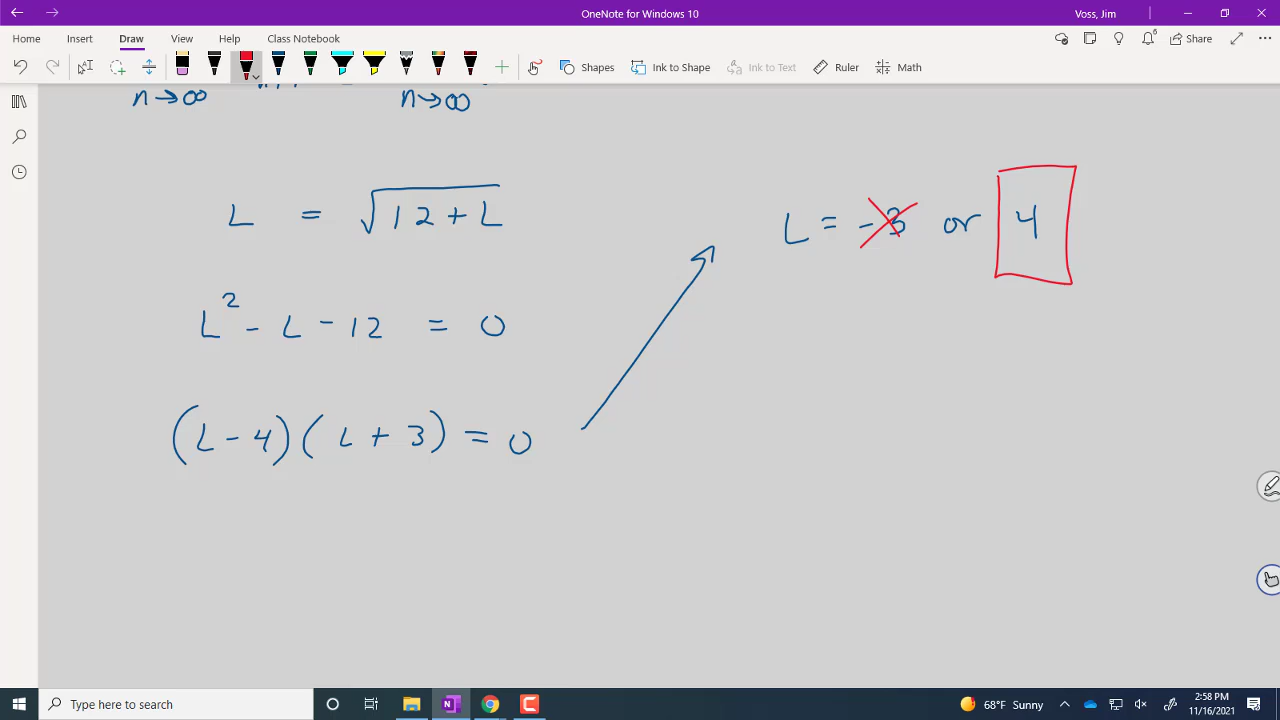 OneNote for Windows 10
Voss, Jim
Home Insert Draw View Help Class Notebook
Share
Shapes Ink to Shape Ink to Text Ruler Math
n→∞ n→∞
L = √12+L
L = -3 or 4
L² - L - 12 = 0
(L-4)(L+3) = 0
Type here to search
68°F Sunny
2:58 PM
11/16/2021